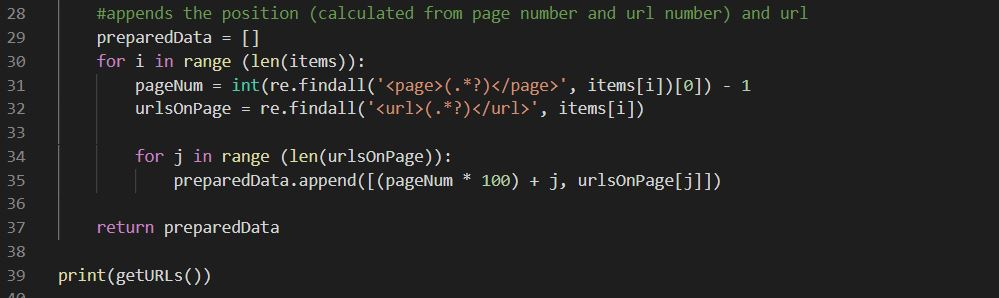 28 #appends the position (calculated from page number and url number) and url
29 preparedData = []
30 for i in range (len(items)):
31 pageNum = int(re.findall('<page>(.*?)</page>', items[i])[0]) - 1
32 urlsOnPage = re.findall('<url>(.*?)</url>', items[i])
33
34 for j in range (len(urlsOnPage)):
35 preparedData.append([(pageNum * 100) + j, urlsOnPage[j]])
36
37 return preparedData
38
39 print(getURLs())
40